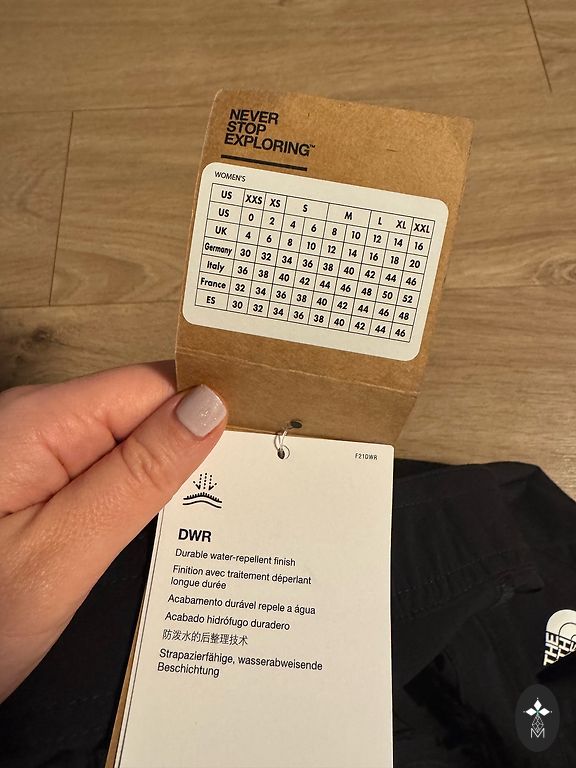 NEVER
STOP
EXPLORING™
WOMEN'S
US XXS XS S M L XL XXL
US 0 2 4 6 8 10 12 14 16
UK 4 6 8 10 12 14 16 18 20
Germany 30 32 34 36 38 40 42 44 46
Italy 36 38 40 42 44 46 48 50 52
France 32 34 36 38 40 42 44 46 48
ES 30 32 34 36 38 40 42 44 46
F21DWR
DWR
Durable water-repellent finish
Finition avec traitement déperlant
longue durée
Acabamento durável repele a água
Acabado hidrófugo duradero
防泼水的后整理技术
Strapazierfähige, wasserabweisende
Beschichtung
THE
M